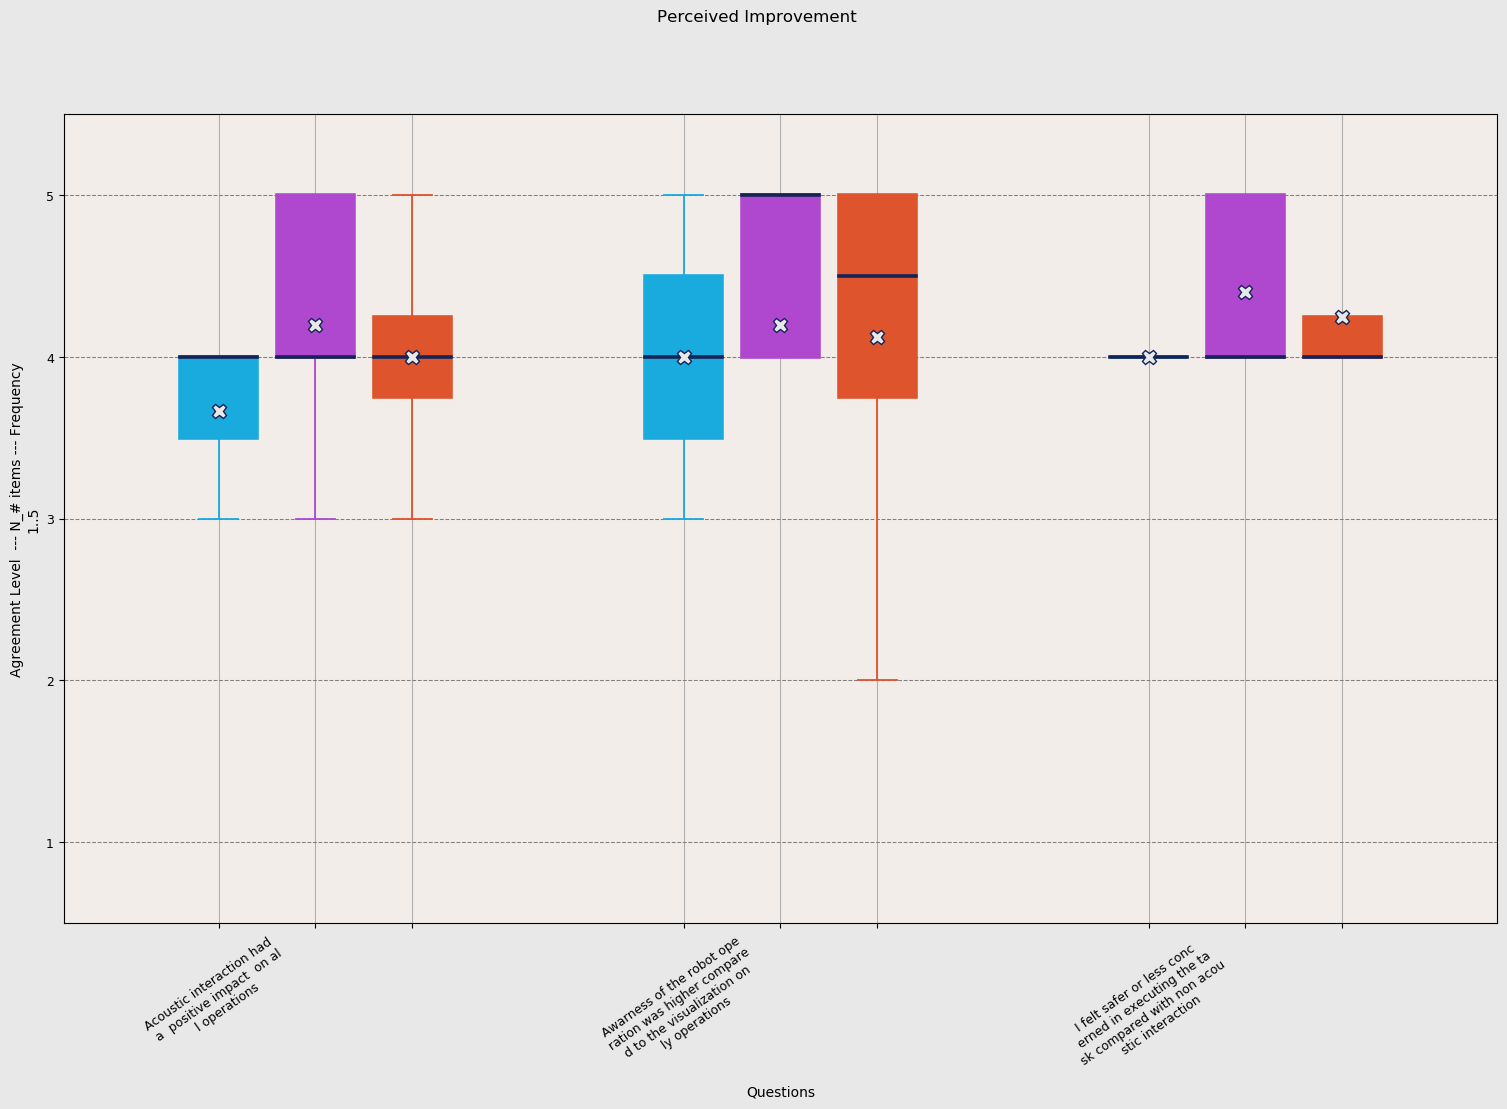 Perceived Improvement
Agreement Level  --- N_# items --- Frequency
1..5
5
4
3
2
1
Acoustic interaction had
a  positive impact  on al
l operations
Awarness of the robot ope
ration was higher compare
d to the visualization on
ly operations
I felt safer or less conc
erned in executing the ta
sk compared with non acou
stic interaction
Questions